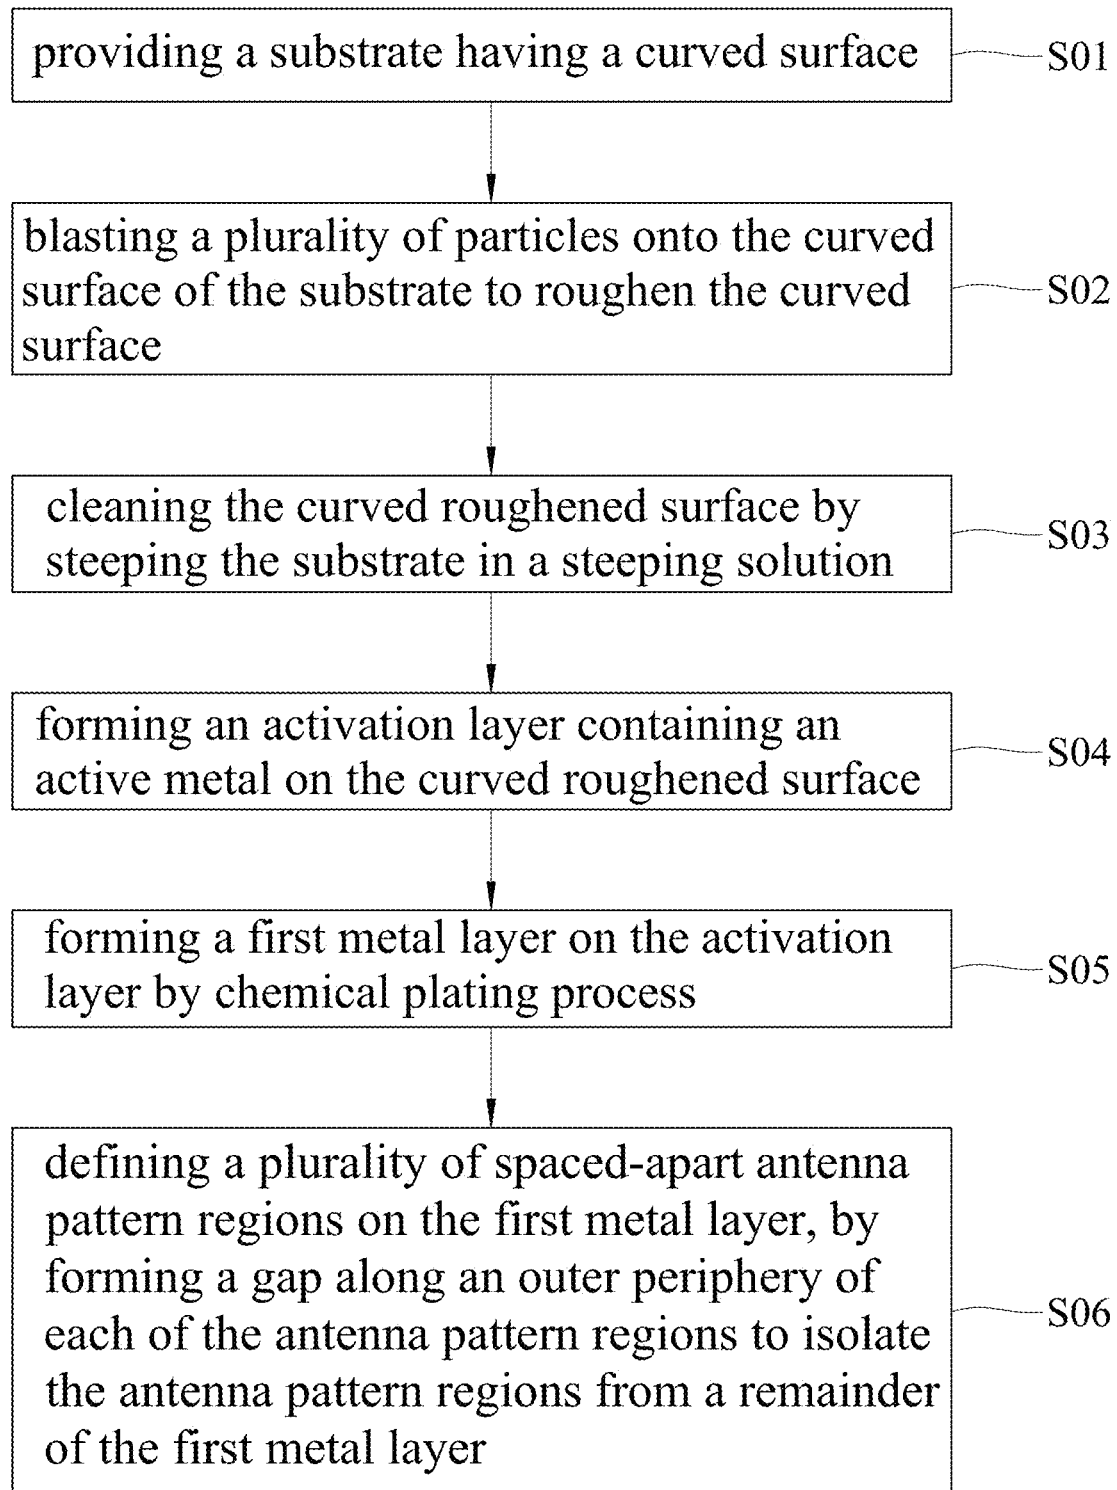 providing a substrate having a curved surface
S01
blasting a plurality of particles onto the curved
surface of the substrate to roughen the curved
surface
S02
cleaning the curved roughened surface by
steeping the substrate in a steeping solution
S03
forming an activation layer containing an
active metal on the curved roughened surface
S04
forming a first metal layer on the activation
layer by chemical plating process
S05
defining a plurality of spaced-apart antenna
pattern regions on the first metal layer, by
forming a gap along an outer periphery of
each of the antenna pattern regions to isolate
the antenna pattern regions from a remainder
of the first metal layer
S06